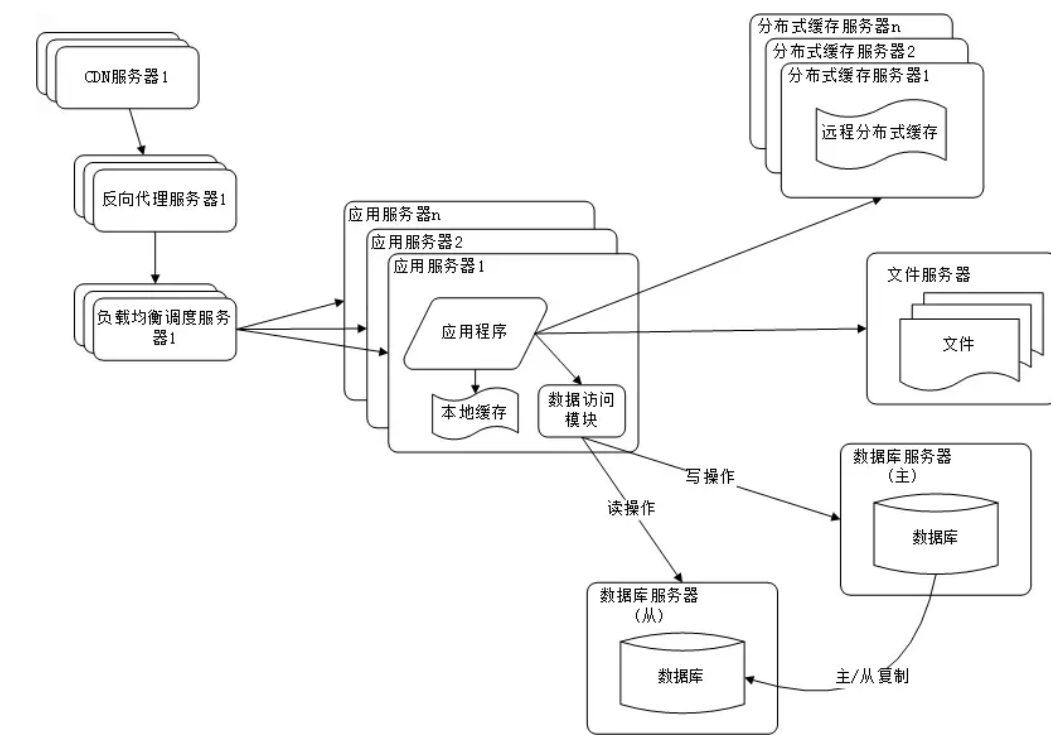 CDN服务器1
反向代理服务器1
负载均衡调度服务
器1
应用服务器n
应用服务器2
应用服务器1
应用程序
本地缓存
数据访问
模块
分布式缓存服务器n
分布式缓存服务器2
分布式缓存服务器1
远程分布式缓存
文件服务器
文件
写操作
读操作
数据库服务器
(主)
数据库
数据库服务器
(从)
数据库
主/从复制